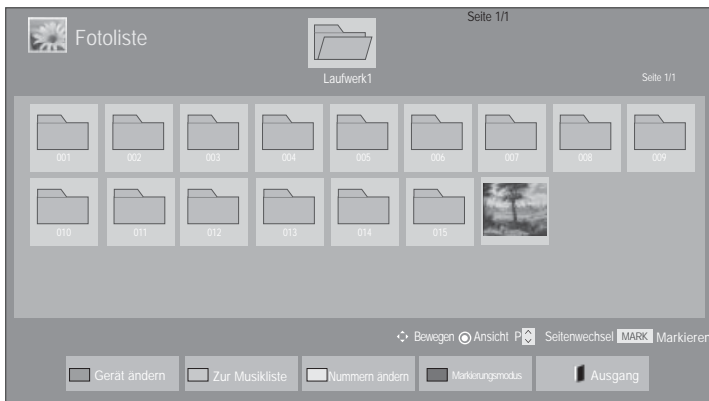 Seite 1/1
Fotoliste
Laufwerk1
Seite 1/1
001 002 003 004 005 006 007 008 009
010 011 012 013 014 015
Bewegen Ansicht P Seitenwechsel MARK Markieren
Gerät ändern Zur Musikliste Nummern ändern Markierungsmodus Ausgang